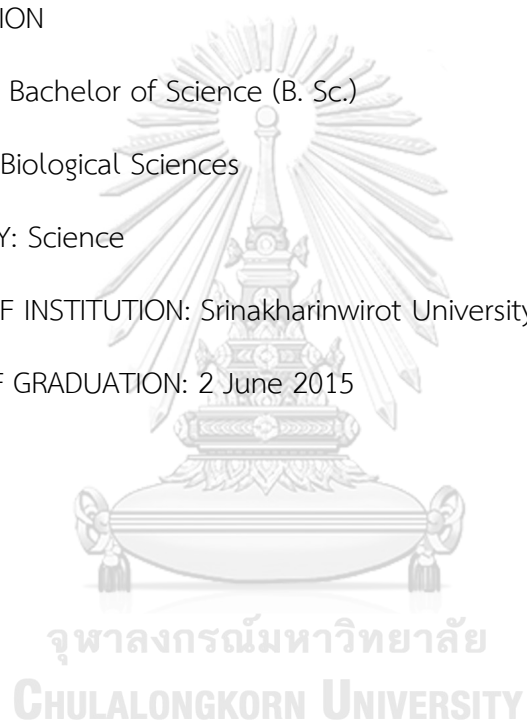 ION
Bachelor of Science (B. Sc.)
Biological Sciences
Y: Science
F INSTITUTION: Srinakharinwirot University
F GRADUATION: 2 June 2015
จุฬาลงกรณ์มหาวิทยาลัย
CHULALONGKORN UNIVERSITY